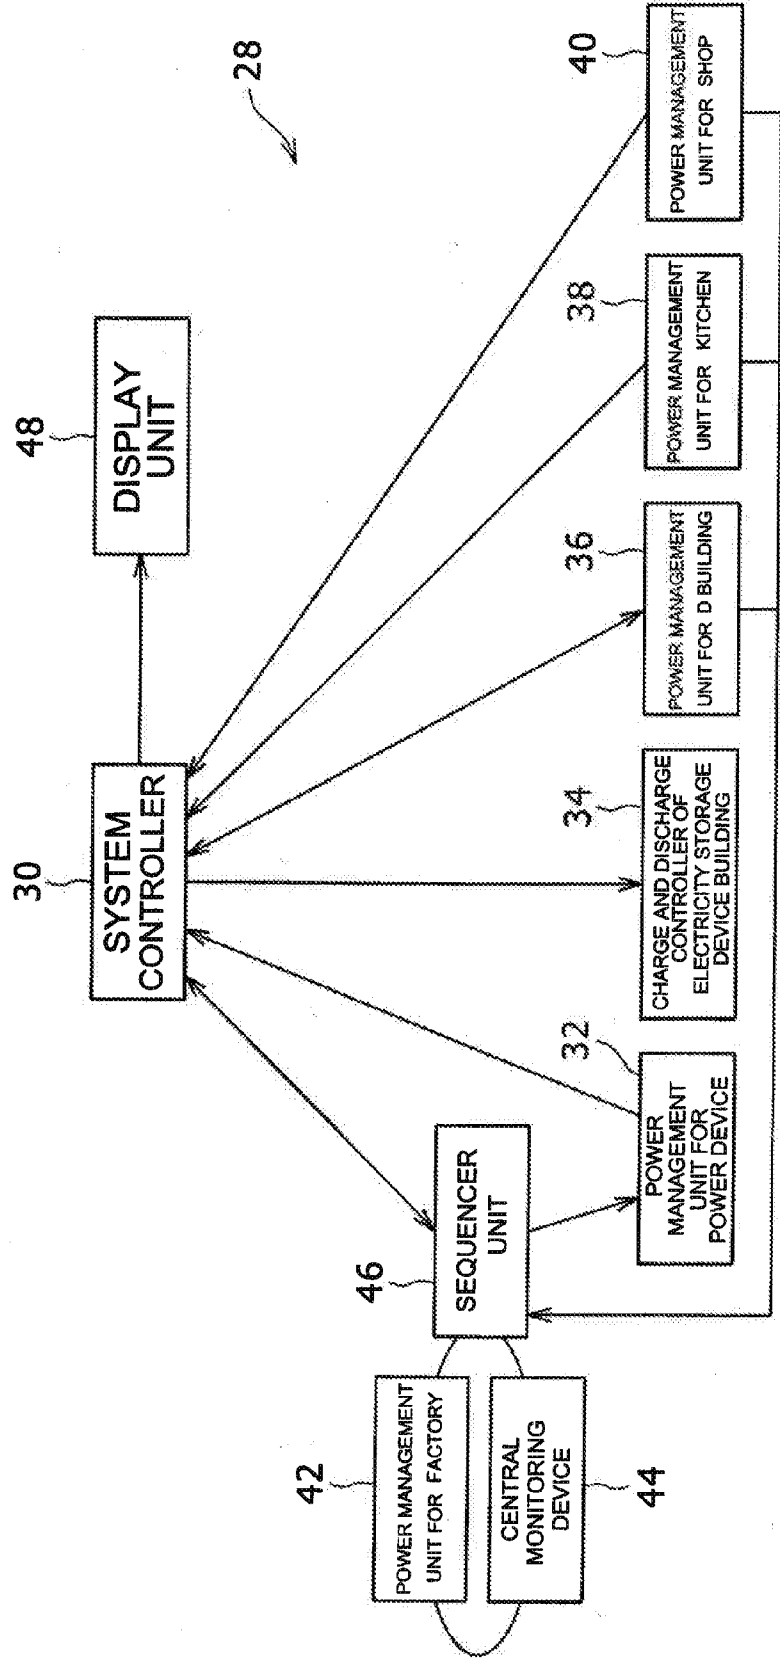 28
48
DISPLAY
UNIT
30
SYSTEM
CONTROLLER
46
SEQUENCER
UNIT
42
POWER MANAGEMENT
UNIT FOR FACTORY
44
CENTRAL
MONITORING
DEVICE
32
POWER
MANAGEMENT
UNIT FOR
POWER DEVICE
34
CHARGE AND DISCHARGE
CONTROLLER OF
ELECTRICITY STORAGE
DEVICE BUILDING
36
POWER MANAGEMENT
UNIT FOR D BUILDING
38
POWER MANAGEMENT
UNIT FOR KITCHEN
40
POWER MANAGEMENT
UNIT FOR SHOP